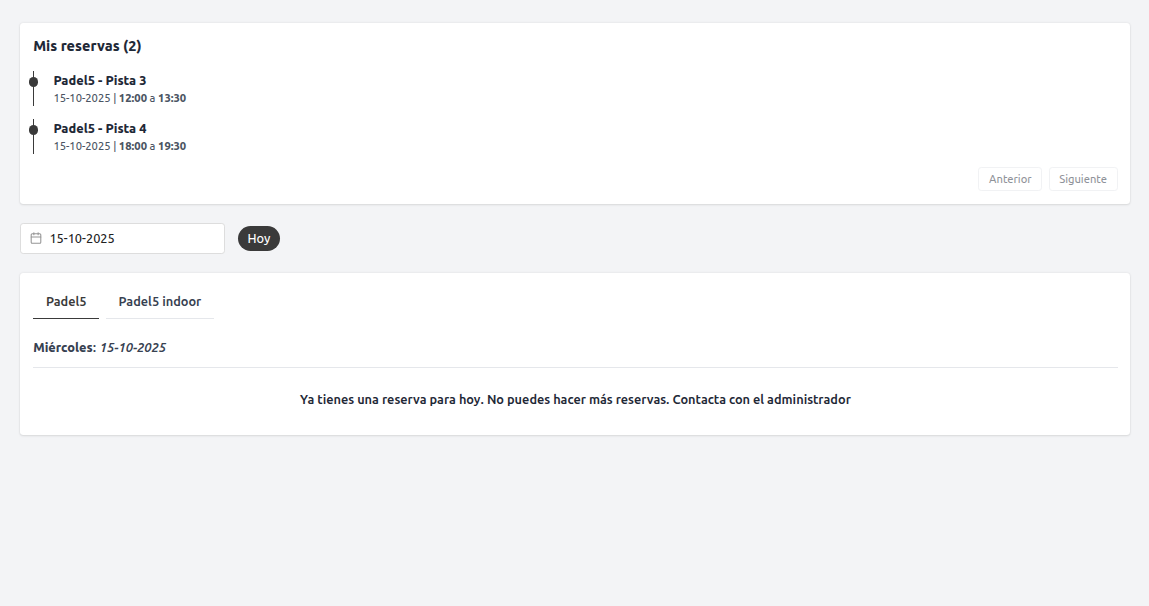 Mis reservas (2)
Padel5 - Pista 3
15-10-2025 | 12:00 a 13:30
Padel5 - Pista 4
15-10-2025 | 18:00 a 19:30
Anterior Siguiente
15-10-2025 Hoy
Padel5 Padel5 indoor
Miércoles: 15-10-2025
Ya tienes una reserva para hoy. No puedes hacer más reservas. Contacta con el administrador